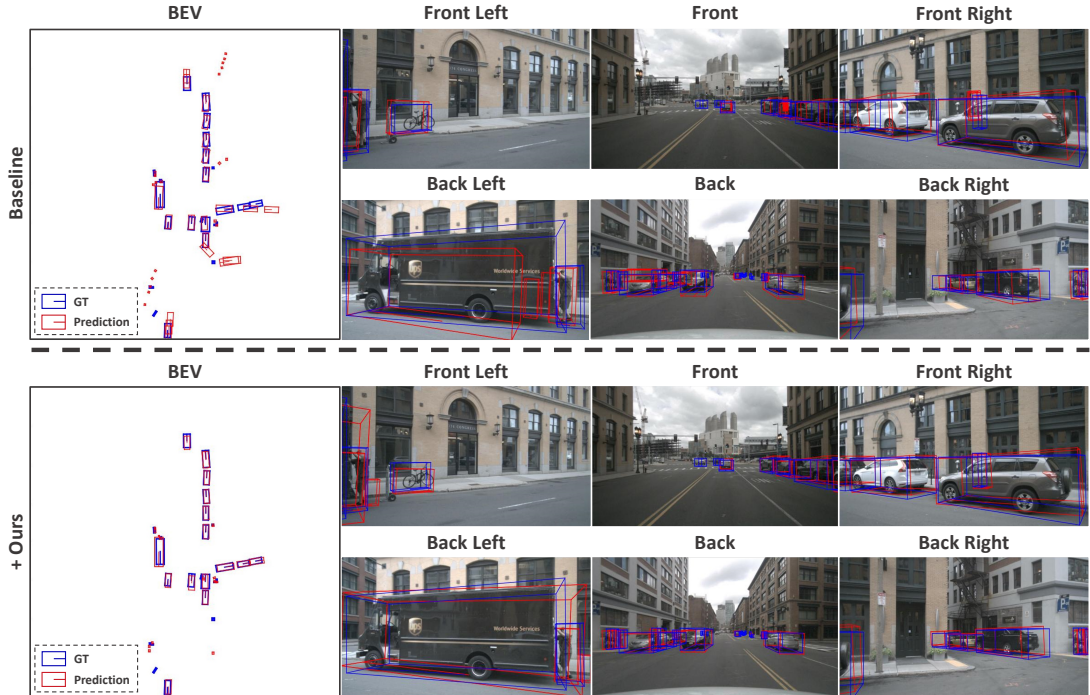 BEV
Front Left
Front
Front Right
Baseline
Back Left
Back
Back Right
Worldwide Services
GT
Prediction
BEV
Front Left
Front
Front Right
+ Ours
Back Left
Back
Back Right
Worldwide Services
GT
Prediction